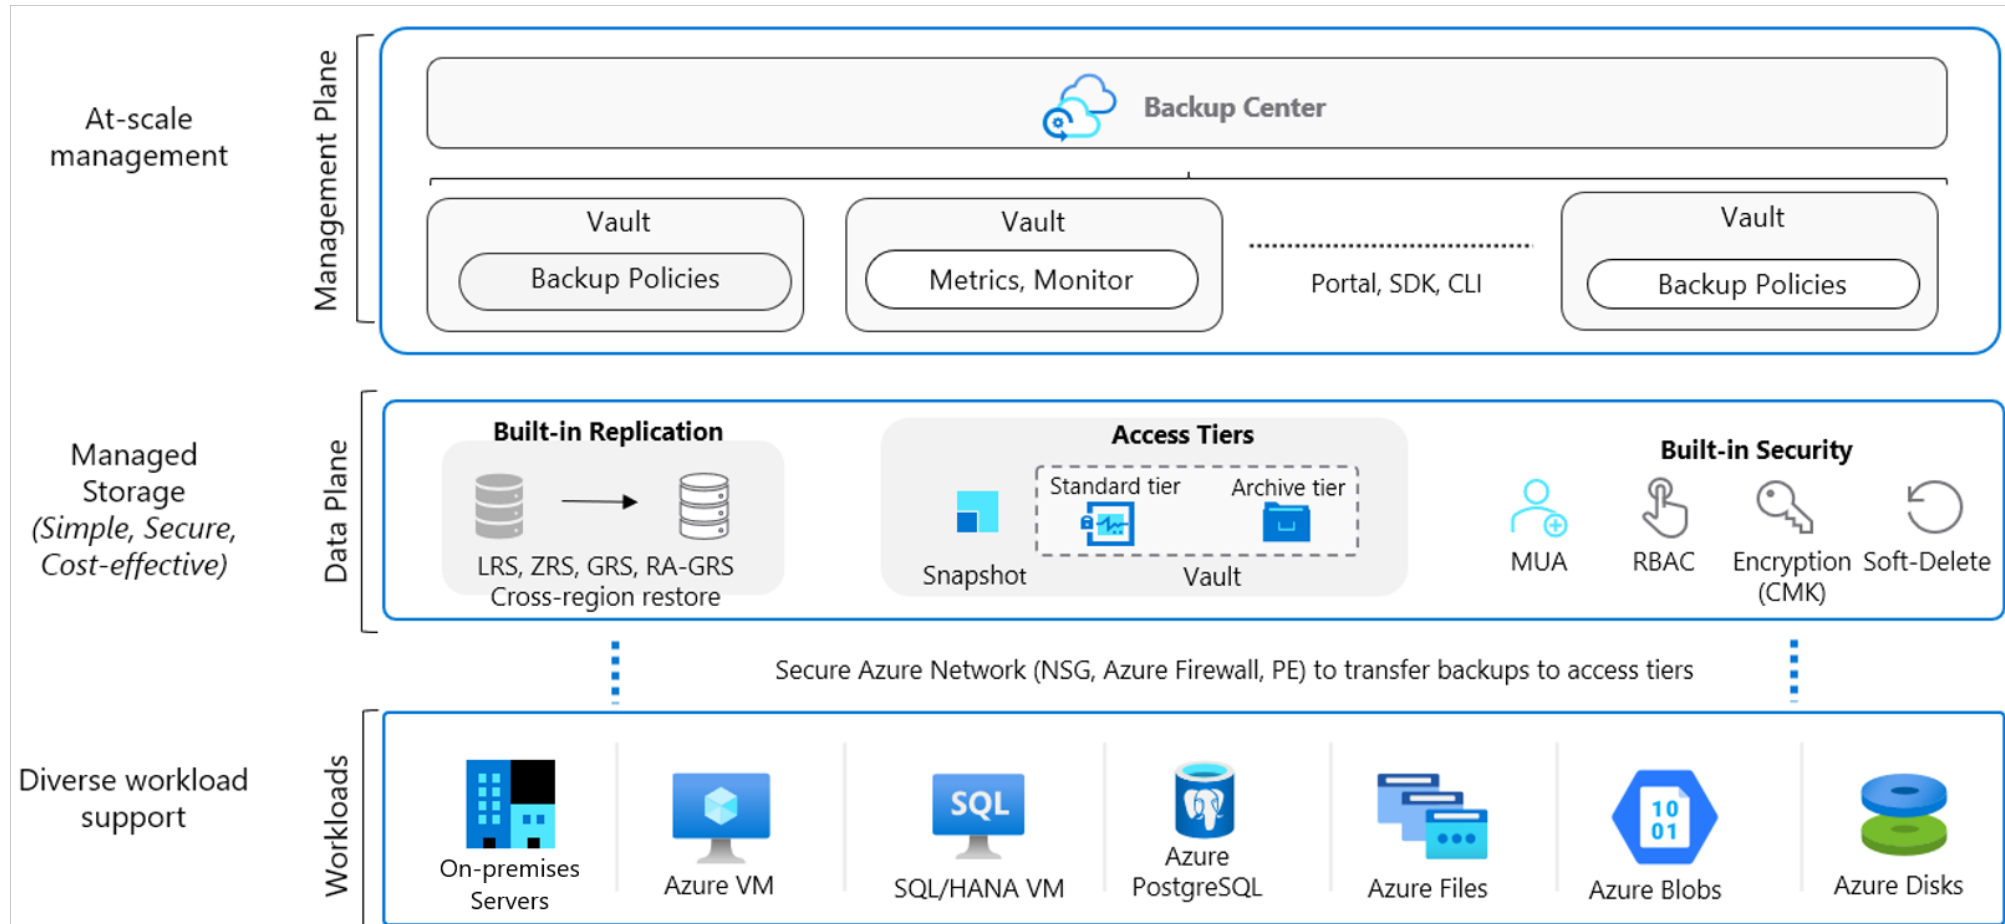 At-scale
management
Management Plane
Backup Center
Vault
Backup Policies
Vault
Metrics, Monitor
Portal, SDK, CLI
Vault
Backup Policies
Managed
Storage
(Simple, Secure,
Cost-effective)
Data Plane
Built-in Replication
LRS, ZRS, GRS, RA-GRS
Cross-region restore
Access Tiers
Snapshot
Standard tier
Archive tier
Vault
Built-in Security
MUA
RBAC
Encryption
(CMK)
Soft-Delete
Secure Azure Network (NSG, Azure Firewall, PE) to transfer backups to access tiers
Diverse workload
support
Workloads
On-premises
Servers
Azure VM
SQL
SQL/HANA VM
Azure
PostgreSQL
Azure Files
10
01
Azure Blobs
Azure Disks